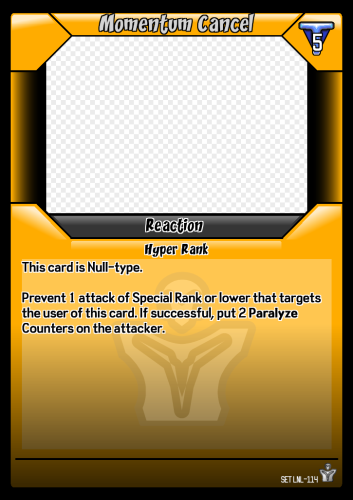 Momentum Cancel
5
Reaction
Hyper Rank
This card is Null-type.
Prevent 1 attack of Special Rank or lower that targets
the user of this card. If successful, put 2 Paralyze
Counters on the attacker.
SET LNL-114